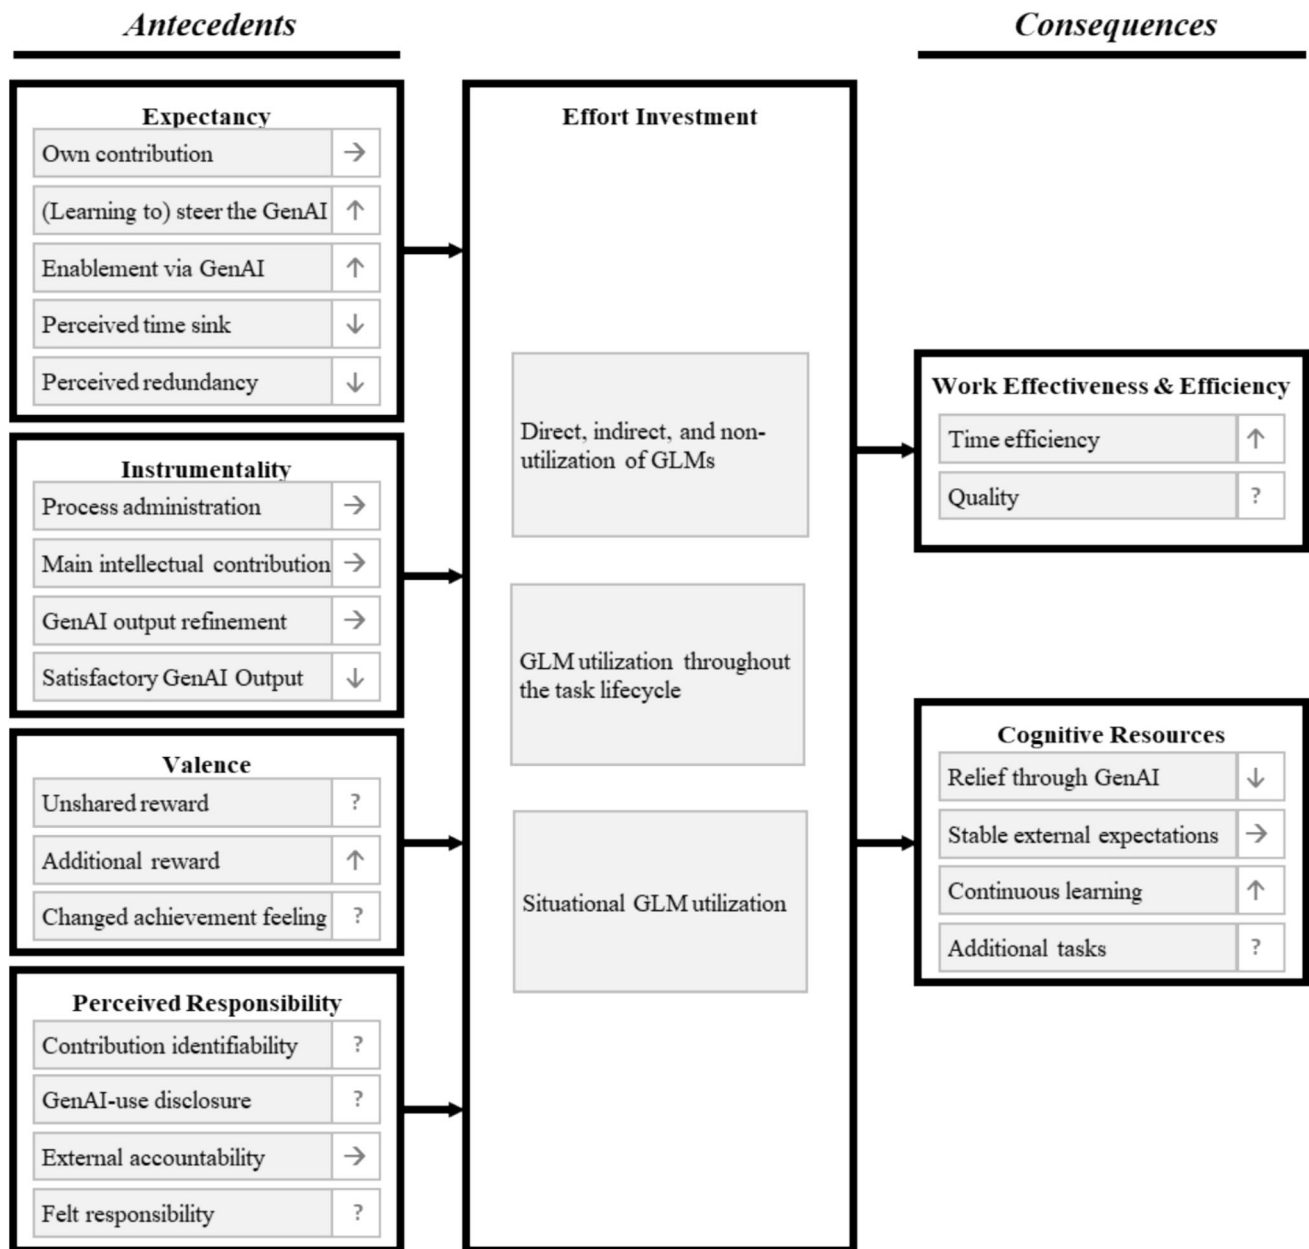 Antecedents
Consequences
Expectancy
Own contribution →
(Learning to) steer the GenAI ↑
Enablement via GenAI ↑
Perceived time sink ↓
Perceived redundancy ↓
Instrumentality
Process administration →
Main intellectual contribution →
GenAI output refinement →
Satisfactory GenAI Output ↓
Valence
Unshared reward ?
Additional reward ↑
Changed achievement feeling ?
Perceived Responsibility
Contribution identifiability ?
GenAI-use disclosure ?
External accountability →
Felt responsibility ?
Effort Investment
Direct, indirect, and non-
utilization of GLMs
GLM utilization throughout
the task lifecycle
Situational GLM utilization
Work Effectiveness & Efficiency
Time efficiency ↑
Quality ?
Cognitive Resources
Relief through GenAI ↓
Stable external expectations →
Continuous learning ↑
Additional tasks ?